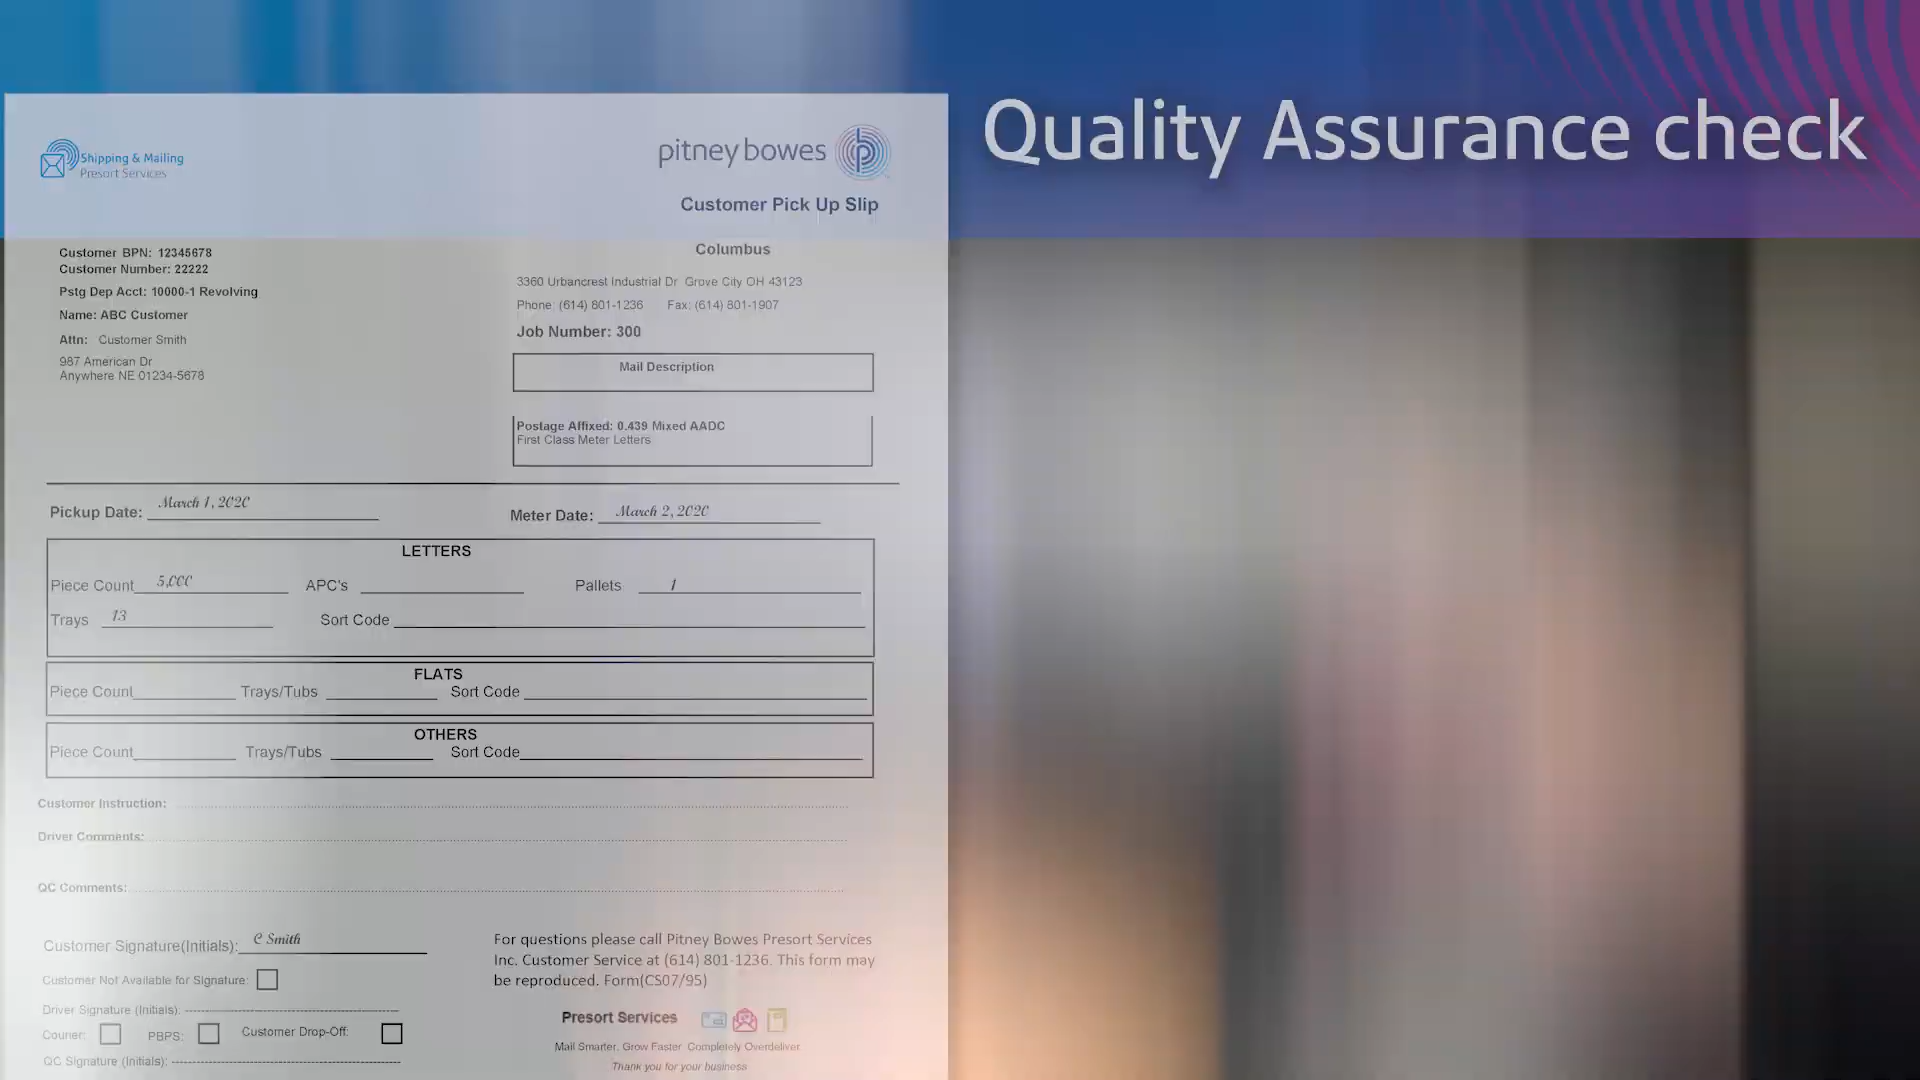 Quality Assurance check
Shipping & Mailing
Presort Services
pitney bowes
Customer Pick Up Slip
Customer BPN: 12345678
Customer Number: 22222
Pstg Dep Acct: 10000-1 Revolving
Name: ABC Customer
Attn: Customer Smith
987 American Dr
Anywhere NE 01234-5678
Columbus
3360 Urbancrest Industrial Dr Grove City OH 43123
Phone: (614) 801-1236 Fax: (614) 801-1907
Job Number: 300
Mail Description
Postage Affixed: 0.439 Mixed AADC
First Class Meter Letters
Pickup Date: March 1, 2020
Meter Date: March 2, 2020
LETTERS
Piece Count 5,000 APC's Pallets 1
Trays 13 Sort Code
FLATS
Piece Count Trays/Tubs Sort Code
OTHERS
Piece Count Trays/Tubs Sort Code
Customer Instruction:
Driver Comments:
QC Comments:
Customer Signature(Initials): C Smith
Customer Not Available for Signature:
Driver Signature (Initials):
Courier: PBPS: Customer Drop-Off:
QC Signature (Initials):
For questions please call Pitney Bowes Presort Services
Inc. Customer Service at (614) 801-1236. This form may
be reproduced. Form(CS07/95)
Presort Services
Mail Smarter. Grow Faster Completely Overdeliver
Thank you for your business